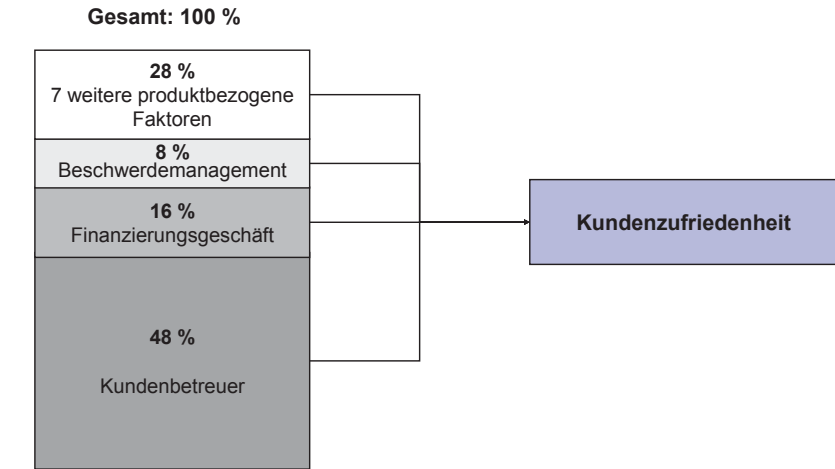 Gesamt: 100 %
28 %
7 weitere produktbezogene
Faktoren
8 %
Beschwerdemanagement
16 %
Finanzierungsgeschäft
Kundenzufriedenheit
48 %
Kundenbetreuer